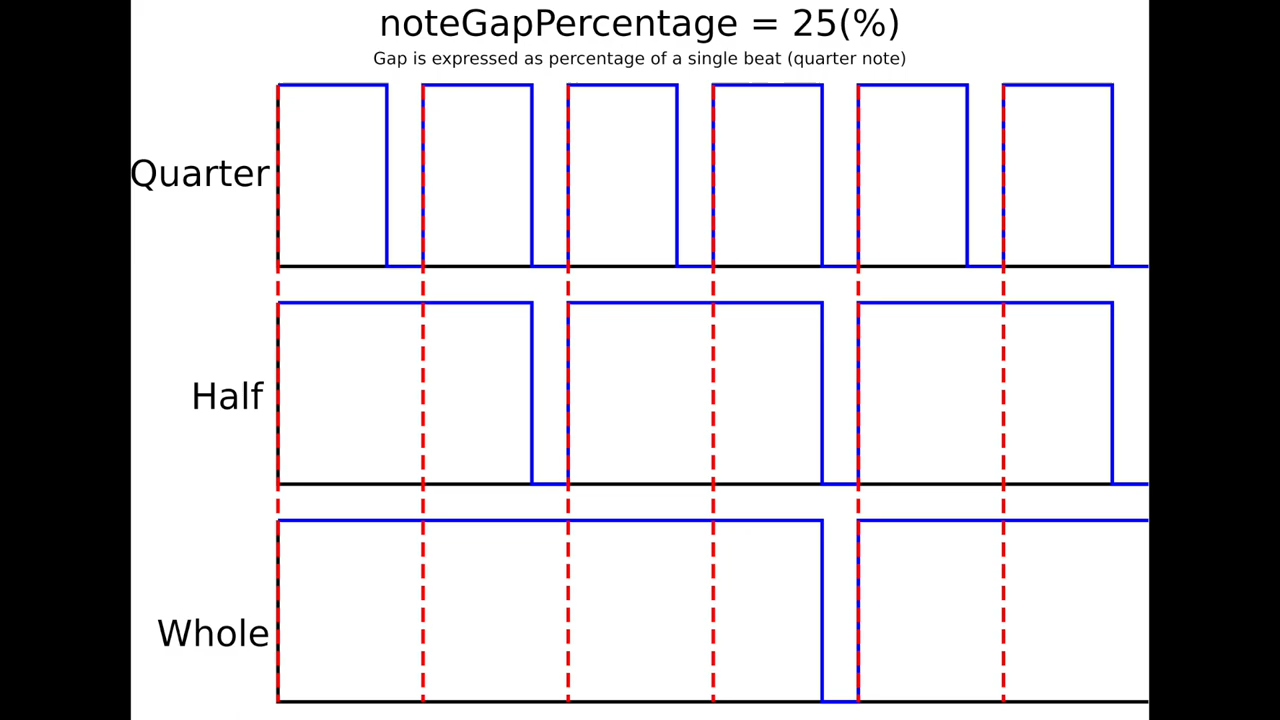 noteGapPercentage = 25(%)
Gap is expressed as percentage of a single beat (quarter note)
Quarter
Half
Whole